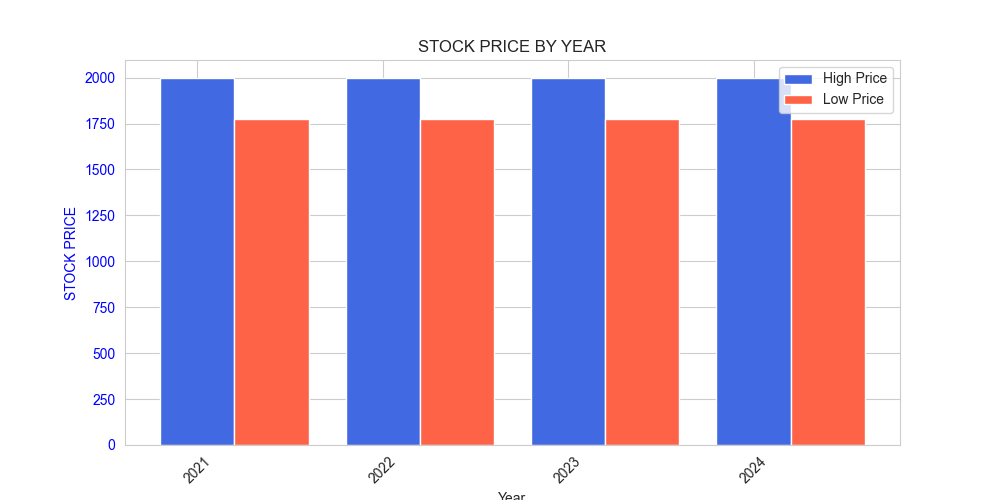 STOCK PRICE BY YEAR
High Price
Low Price
2000
1750
1500
1250
1000
750
500
250
0
STOCK PRICE
2021
2022
2023
2024
Year